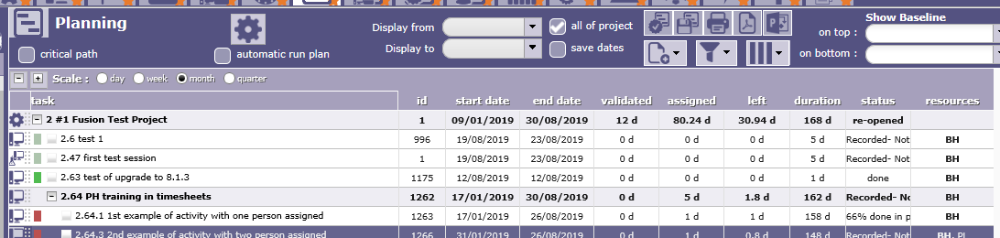 Planning
Display from
all of project
Show Baseline
on top :
critical path
automatic run plan
Display to
save dates
on bottom :
Scale : day week month quarter
task id start date end date validated assigned left duration status resources
2 #1 Fusion Test Project 1 09/01/2019 30/08/2019 12 d 80.24 d 30.94 d 168 d re-opened
2.6 test 1 996 19/08/2019 23/08/2019 0 d 0 d 0 d 5 d Recorded- Not BH
2.47 first test session 1 19/08/2019 23/08/2019 0 d 0 d 0 d 5 d Recorded- Not BH
2.63 test of upgrade to 8.1.3 1175 12/08/2019 12/08/2019 0 d 0 d 0 d 1 d done BH
2.64 PH training in timesheets 1262 17/01/2019 30/08/2019 0 d 5 d 1.8 d 162 d Recorded- No BH
2.64.1 1st example of activity with one person assigned 1263 17/01/2019 26/08/2019 0 d 1 d 1 d 158 d 66% done in p BH
2.64.3 2nd example of activity with two person assigned 1266 31/01/2019 26/08/2019 0 d 1 d 0.8 d 148 d Recorded- Not BH, PL